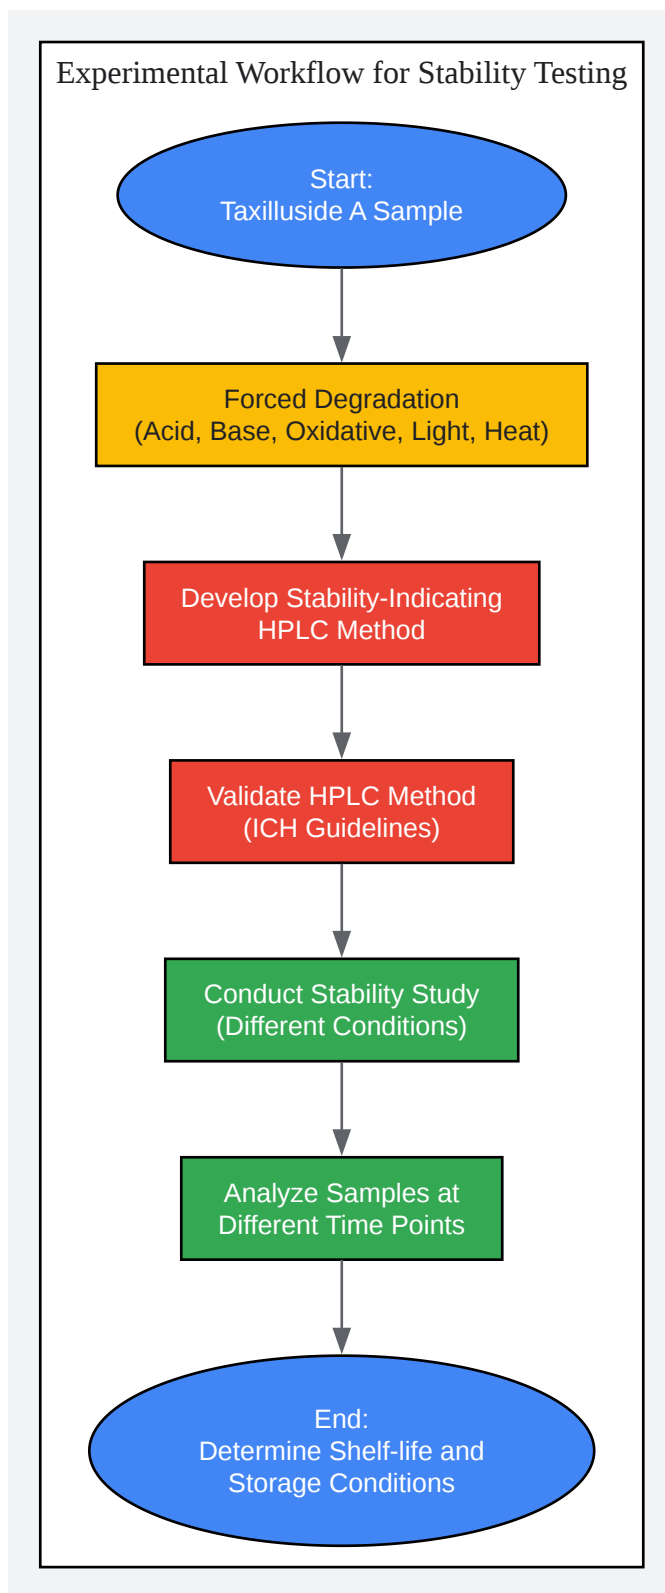 Experimental Workflow for Stability Testing
Start:
Taxilluside A Sample
Forced Degradation
(Acid, Base, Oxidative, Light, Heat)
Develop Stability-Indicating
HPLC Method
Validate HPLC Method
(ICH Guidelines)
Conduct Stability Study
(Different Conditions)
Analyze Samples at
Different Time Points
End:
Determine Shelf-life and
Storage Conditions